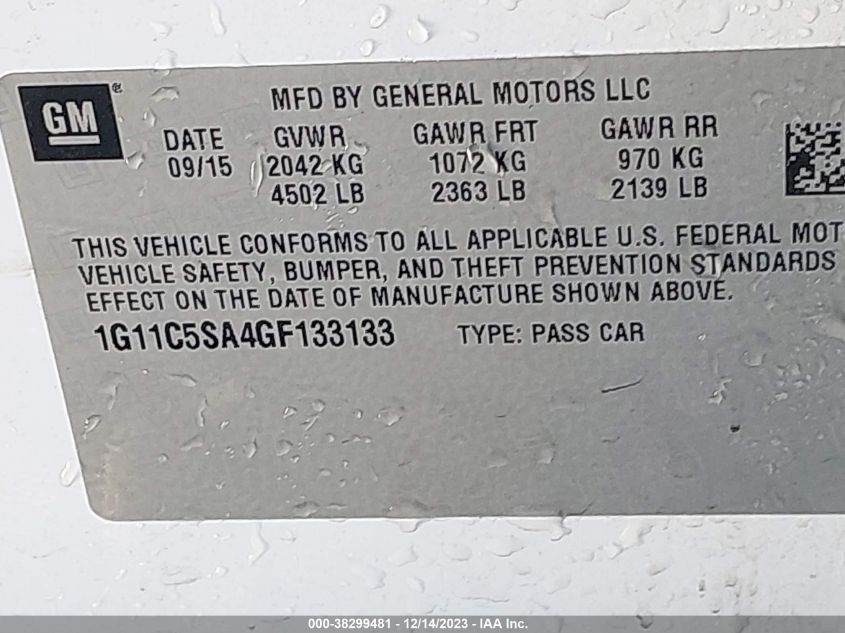 GM
MFD BY GENERAL MOTORS LLC
DATE GVWR GAWR FRT GAWR RR
09/15 2042 KG 1072 KG 970 KG
4502 LB 2363 LB 2139 LB
THIS VEHICLE CONFORMS TO ALL APPLICABLE U.S. FEDERAL MOT
VEHICLE SAFETY, BUMPER, AND THEFT PREVENTION STANDARDS
EFFECT ON THE DATE OF MANUFACTURE SHOWN ABOVE.
1G11C5SA4GF133133 TYPE: PASS CAR
000-38299481 - 12/14/2023 - IAA Inc.